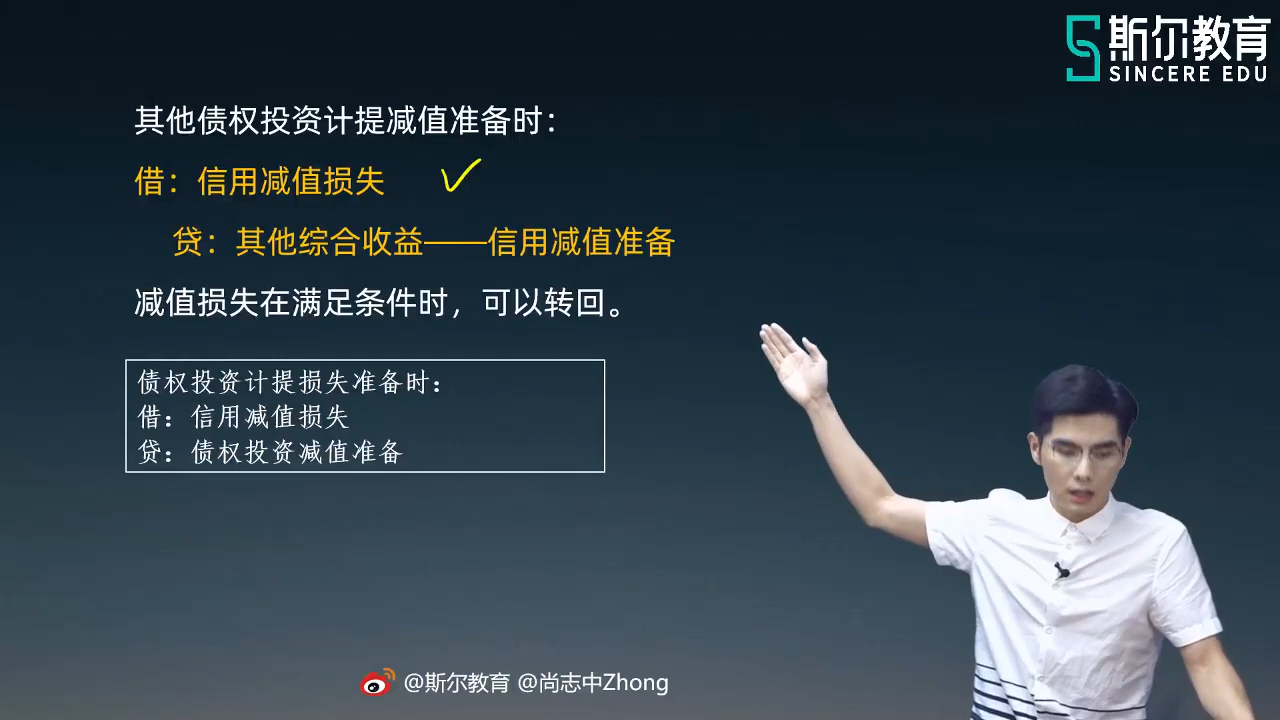 斯尔教育
SINCERE EDU
其他债权投资计提减值准备时：
借：信用减值损失
贷：其他综合收益——信用减值准备
减值损失在满足条件时，可以转回。
债权投资计提损失准备时：
借：信用减值损失
贷：债权投资减值准备
@斯尔教育 @尚志中Zhong